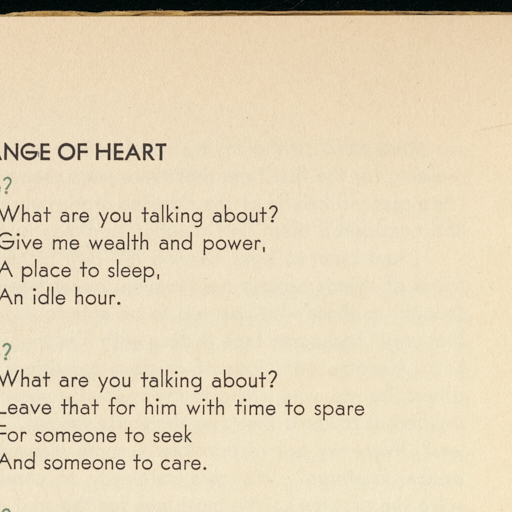 ANGE OF HEART
?
What are you talking about?
Give me wealth and power,
A place to sleep,
An idle hour.
?
What are you talking about?
Leave that for him with time to spare
For someone to seek
And someone to care.